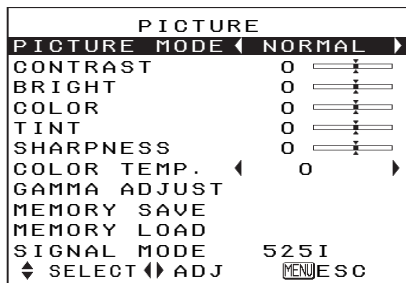 PICTURE
PICTURE MODE NORMAL
CONTRAST 0
BRIGHT 0
COLOR 0
TINT 0
SHARPNESS 0
COLOR TEMP. 0
GAMMA ADJUST
MEMORY SAVE
MEMORY LOAD
SIGNAL MODE 525I
SELECT ADJ MENU ESC